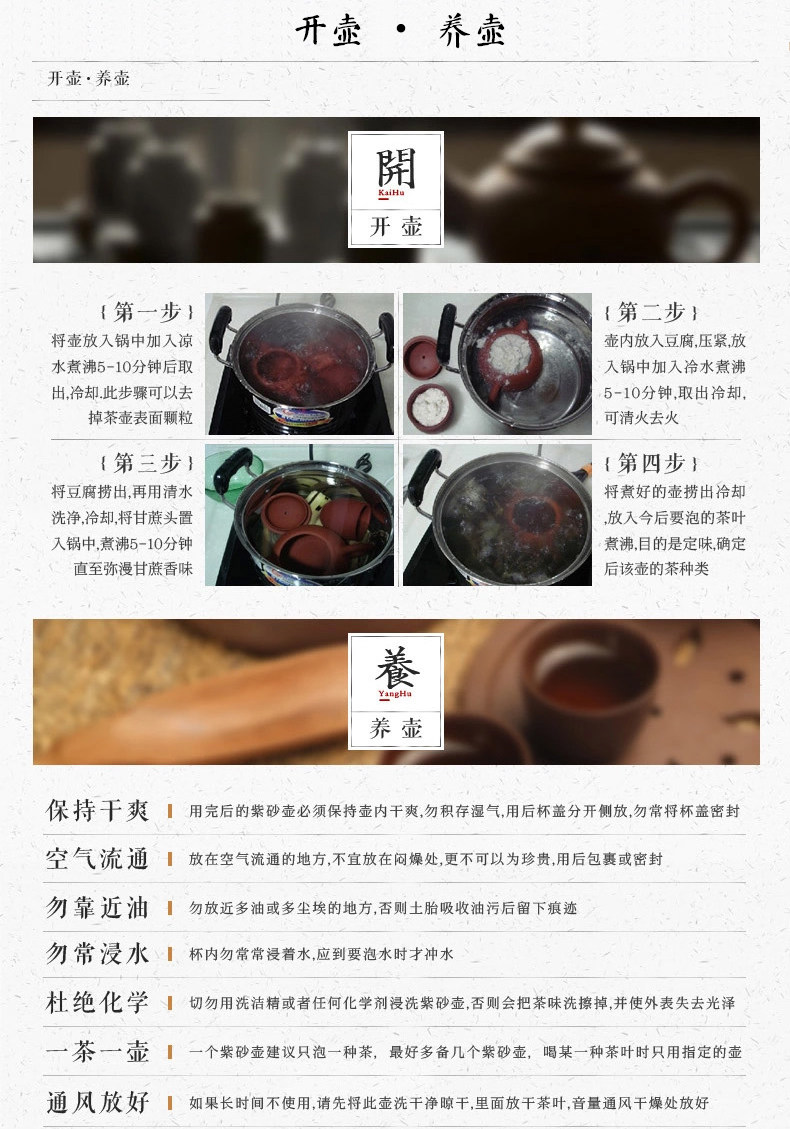 开壶·养壶
开壶·养壶
開
KaiHu
开壶
{第一步}
将壶放入锅中加入凉
水煮沸5-10分钟后取
出,冷却.此步骤可以去
掉茶壶表面颗粒
{第二步}
壶内放入豆腐,压紧,放
入锅中加入冷水煮沸
5-10分钟,取出冷却,
可清火去火
{第三步}
将豆腐捞出,再用清水
洗净,冷却,将甘蔗头置
入锅中,煮沸5-10分钟
直至弥漫甘蔗香味
{第四步}
将煮好的壶捞出冷却
,放入今后要泡的茶叶
煮沸,目的是定味,确定
后该壶的茶种类
養
YangHu
养壶
保持干爽 用完后的紫砂壶必须保持壶内干爽,勿积存湿气,用后杯盖分开侧放,勿常将杯盖密封
空气流通 放在空气流通的地方,不宜放在闷燥处,更不可以为珍贵,用后包裹或密封
勿靠近油 勿放近多油或多尘埃的地方,否则土胎吸收油污后留下痕迹
勿常浸水 杯内勿常常浸着水,应到要泡水时才冲水
杜绝化学 切勿用洗洁精或者任何化学剂浸洗紫砂壶,否则会把茶味洗擦掉,并使外表失去光泽
一茶一壶 一个紫砂壶建议只泡一种茶, 最好多备几个紫砂壶, 喝某一种茶叶时只用指定的壶
通风放好 如果长时间不使用,请先将此壶洗干净晾干,里面放干茶叶,音量通风干燥处放好